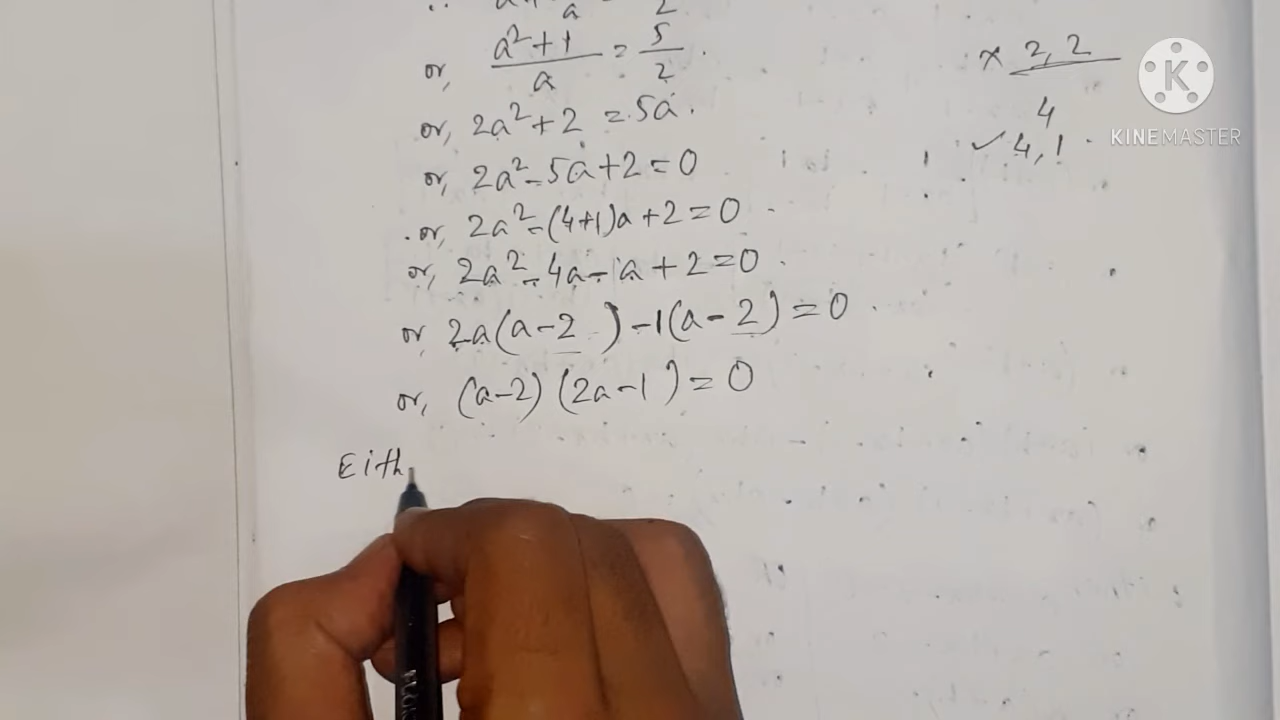 or, a²+1/a = 5/2 .
or, 2a²+2 = 5a.
or, 2a²-5a+2=0
or, 2a²-(4+1)a+2=0
or, 2a²-4a-1a+2=0
or 2a(a-2)-1(a-2)=0
or, (a-2)(2a-1)=0
Eith
× 2,2
4
✓ 4,1
KINEMASTER